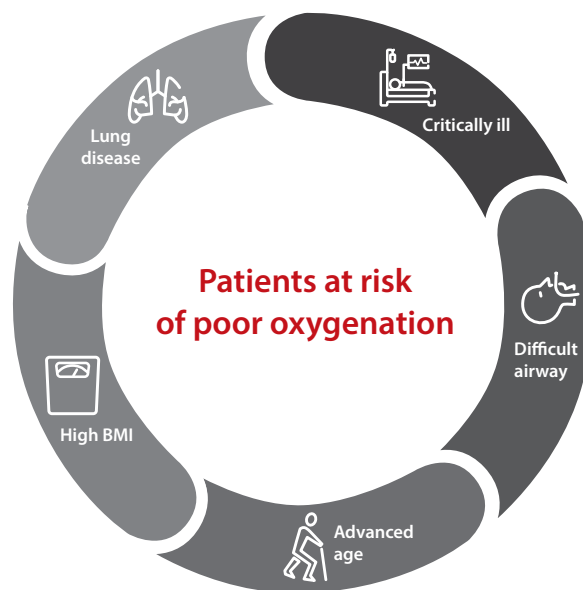 Patients at risk
of poor oxygenation
Critically ill
Difficult
airway
Advanced
age
High BMI
Lung
disease